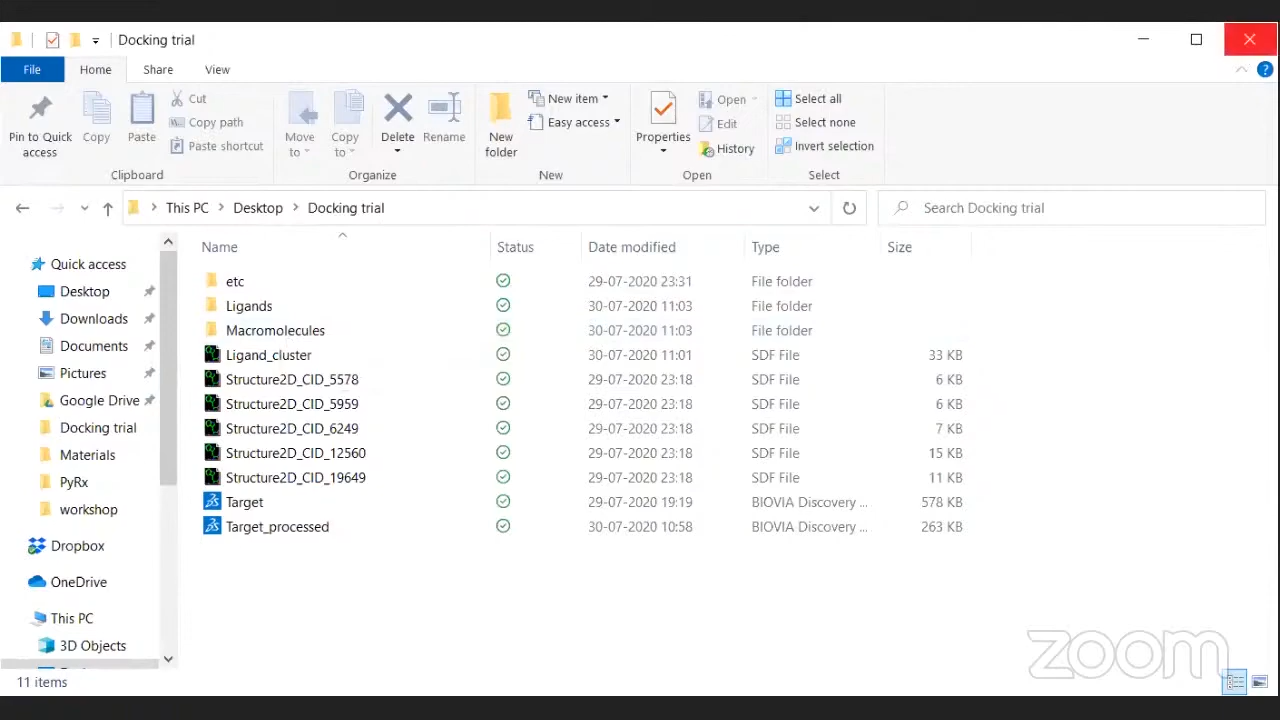 Docking trial
File Home Share View
Pin to Quick access
Copy
Paste
Cut
Copy path
Paste shortcut
Clipboard
Move to
Copy to
Delete
Rename
Organize
New folder
New item
Easy access
New
Properties
Open
Edit
History
Open
Select all
Select none
Invert selection
Select
This PC > Desktop > Docking trial
Search Docking trial
Name Status Date modified Type Size
etc 29-07-2020 23:31 File folder
Ligands 30-07-2020 11:03 File folder
Macromolecules 30-07-2020 11:03 File folder
Ligand_cluster 30-07-2020 11:01 SDF File 33 KB
Structure2D_CID_5578 29-07-2020 23:18 SDF File 6 KB
Structure2D_CID_5959 29-07-2020 23:18 SDF File 6 KB
Structure2D_CID_6249 29-07-2020 23:18 SDF File 7 KB
Structure2D_CID_12560 29-07-2020 23:18 SDF File 15 KB
Structure2D_CID_19649 29-07-2020 23:18 SDF File 11 KB
Target 29-07-2020 19:19 BIOVIA Discovery ... 578 KB
Target_processed 30-07-2020 10:58 BIOVIA Discovery ... 263 KB
Quick access
Desktop
Downloads
Documents
Pictures
Google Drive
Docking trial
Materials
PyRx
workshop
Dropbox
OneDrive
This PC
3D Objects
11 items
zoom